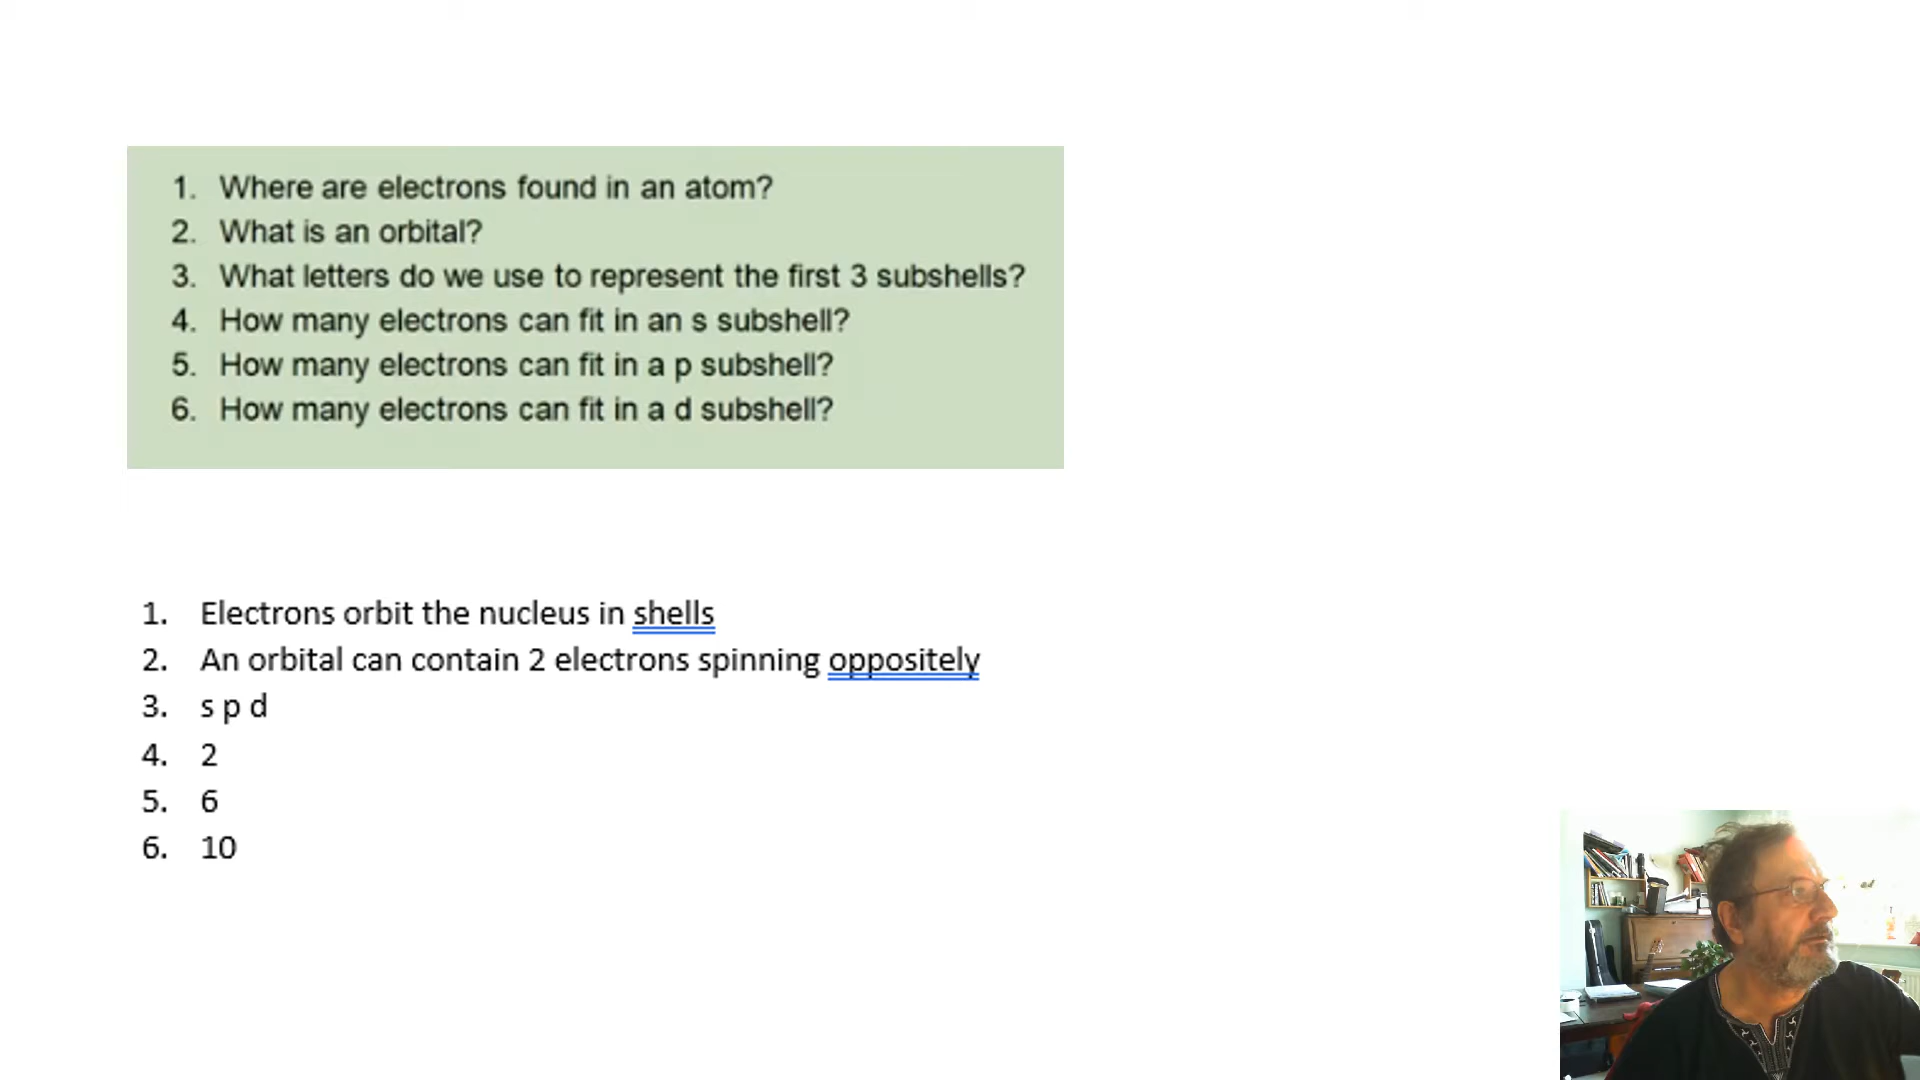 1. Where are electrons found in an atom?
2. What is an orbital?
3. What letters do we use to represent the first 3 subshells?
4. How many electrons can fit in an s subshell?
5. How many electrons can fit in a p subshell?
6. How many electrons can fit in a d subshell?
1. Electrons orbit the nucleus in shells
2. An orbital can contain 2 electrons spinning oppositely
3. s p d
4. 2
5. 6
6. 10